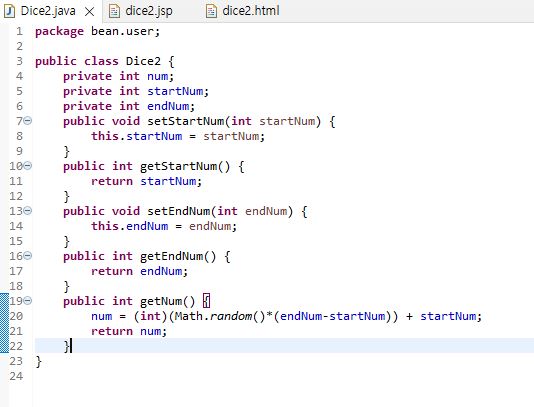 Dice2.java dice2.jsp dice2.html
1 package bean.user;
2
3 public class Dice2 {
4 private int num;
5 private int startNum;
6 private int endNum;
7 public void setStartNum(int startNum) {
8 this.startNum = startNum;
9 }
10 public int getStartNum() {
11 return startNum;
12 }
13 public void setEndNum(int endNum) {
14 this.endNum = endNum;
15 }
16 public int getEndNum() {
17 return endNum;
18 }
19 public int getNum() {
20 num = (int)(Math.random()*(endNum-startNum)) + startNum;
21 return num;
22 }
23 }
24